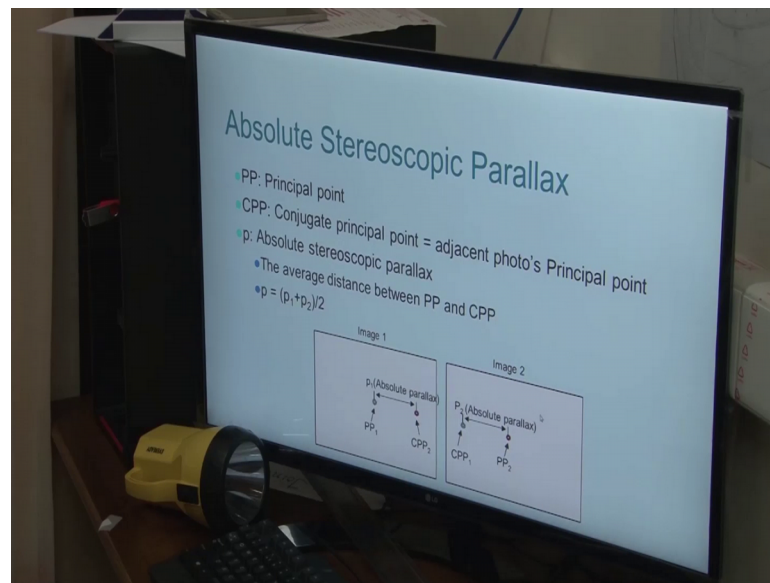 Absolute Stereoscopic Parallax
PP: Principal point
CPP: Conjugate principal point = adjacent photo's Principal point
p: Absolute stereoscopic parallax
The average distance between PP and CPP
p = (p₁+p₂)/2
Image 1
p₁(Absolute parallax)
PP₁
CPP₂
Image 2
P₂(Absolute parallax)
CPP₁
PP₂
LG